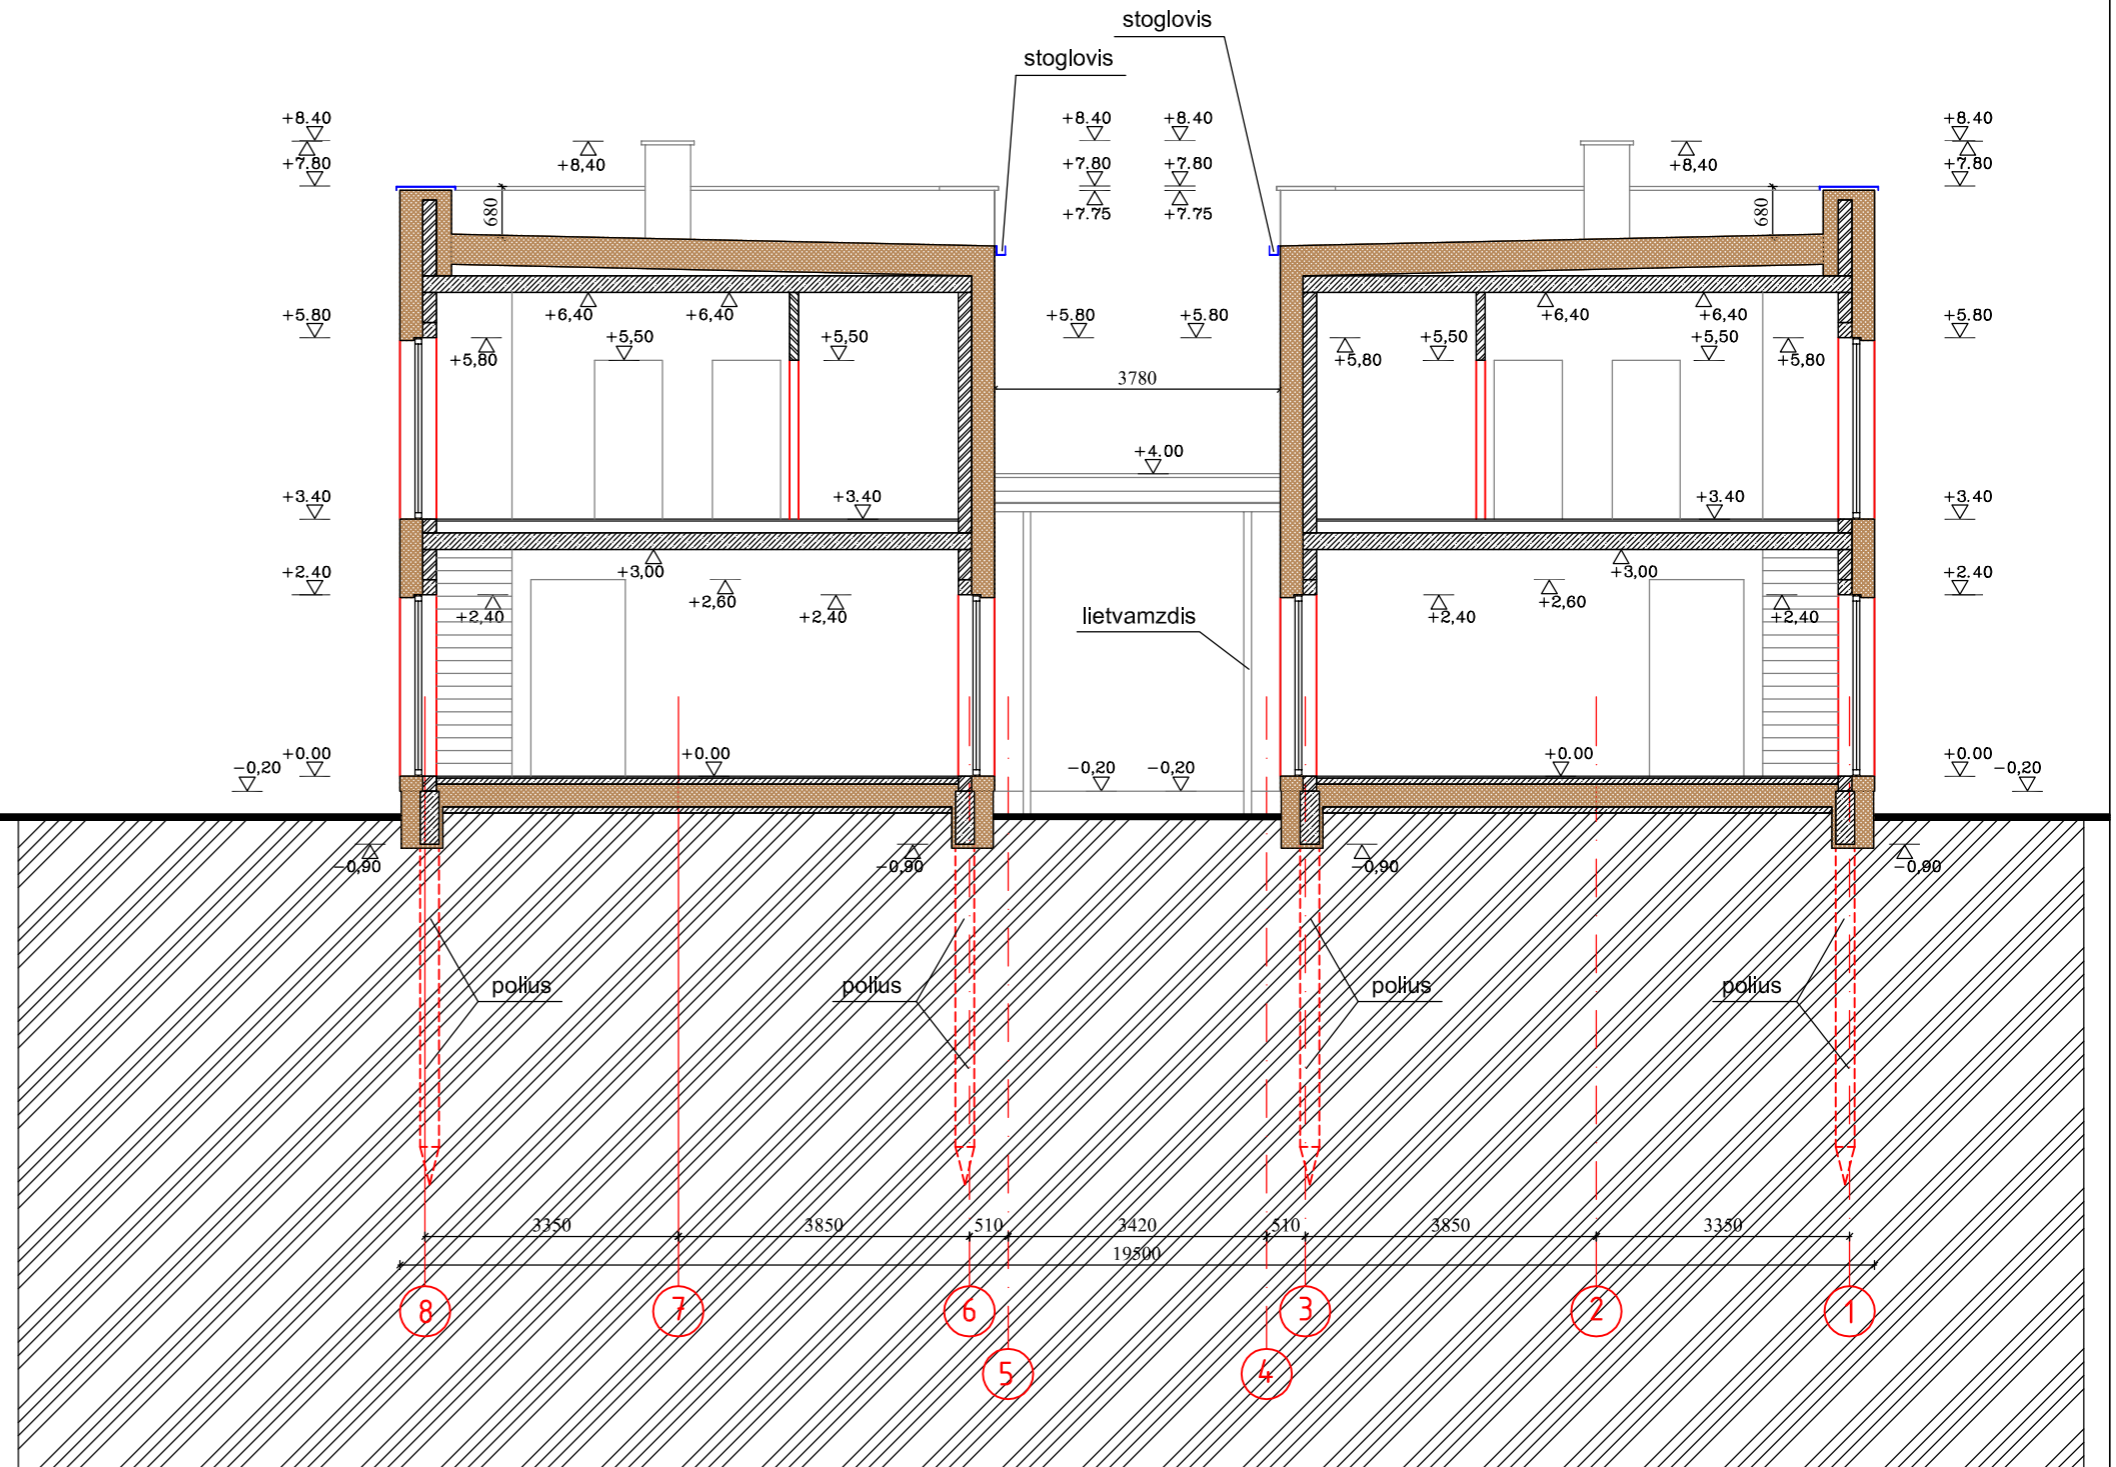 stoglovis
stoglovis
+8.40 +8.40 +8.40 +8.40
+7.80 +8,40 +7.80 +7.80 +8,40 +7.80
680 +7.75 +7.75 680
+5.80 +6,40 +6,40 +5.80 +5.80 +6,40 +6,40 +5.80
+5,80 +5,50 +5,50 +5,80 +5,50 +5,50 +5,80
3780
+4.00
+3.40 +3.40 +3.40 +3.40
+2.40 +3,00 +3,00 +2.40
+2,40 +2,60 +2,40 +2,40 +2,60 +2,40
lietvamzdis
-0,20 +0.00 +0.00 -0,20 -0,20 +0.00 +0.00 -0,20
-0,90 -0,90 -0,90 -0,90
polius polius polius polius
3350 3850 510 3420 510 3850 3350
19500
8 7 6 3 2 1
5 4